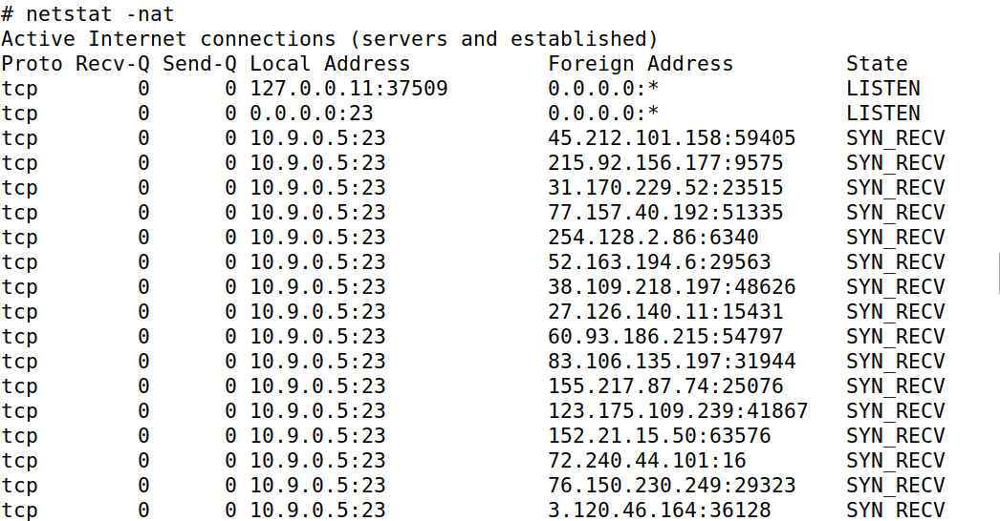 # netstat -nat
Active Internet connections (servers and established)
Proto Recv-Q Send-Q Local Address           Foreign Address         State
tcp        0      0 127.0.0.11:37509        0.0.0.0:*               LISTEN
tcp        0      0 0.0.0.0:23              0.0.0.0:*               LISTEN
tcp        0      0 10.9.0.5:23             45.212.101.158:59405    SYN_RECV
tcp        0      0 10.9.0.5:23             215.92.156.177:9575     SYN_RECV
tcp        0      0 10.9.0.5:23             31.170.229.52:23515     SYN_RECV
tcp        0      0 10.9.0.5:23             77.157.40.192:51335     SYN_RECV
tcp        0      0 10.9.0.5:23             254.128.2.86:6340       SYN_RECV
tcp        0      0 10.9.0.5:23             52.163.194.6:29563      SYN_RECV
tcp        0      0 10.9.0.5:23             38.109.218.197:48626    SYN_RECV
tcp        0      0 10.9.0.5:23             27.126.140.11:15431     SYN_RECV
tcp        0      0 10.9.0.5:23             60.93.186.215:54797     SYN_RECV
tcp        0      0 10.9.0.5:23             83.106.135.197:31944    SYN_RECV
tcp        0      0 10.9.0.5:23             155.217.87.74:25076     SYN_RECV
tcp        0      0 10.9.0.5:23             123.175.109.239:41867   SYN_RECV
tcp        0      0 10.9.0.5:23             152.21.15.50:63576      SYN_RECV
tcp        0      0 10.9.0.5:23             72.240.44.101:16        SYN_RECV
tcp        0      0 10.9.0.5:23             76.150.230.249:29323    SYN_RECV
tcp        0      0 10.9.0.5:23             3.120.46.164:36128      SYN_RECV